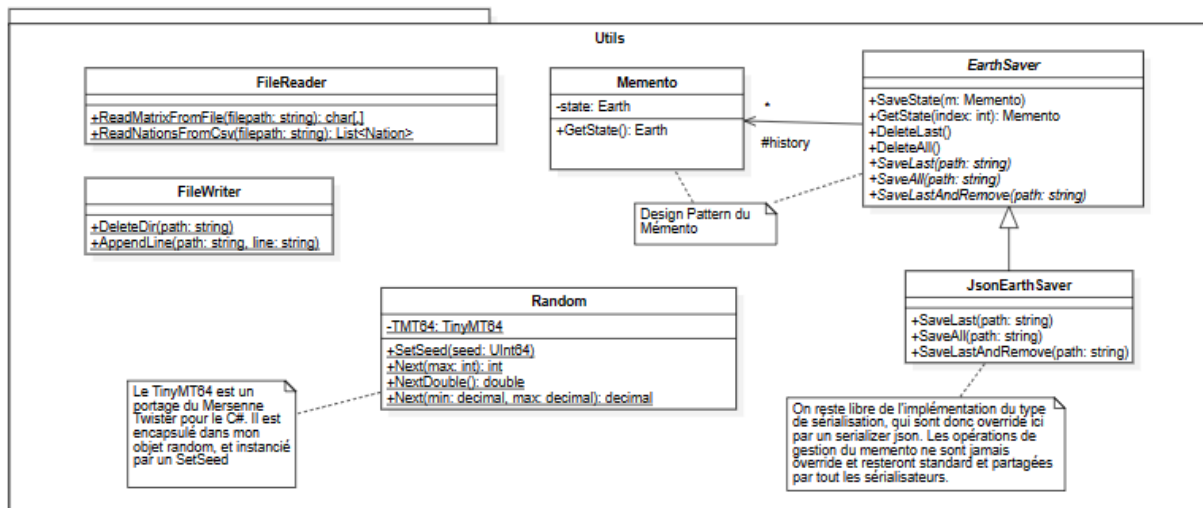 Utils
FileReader
+ReadMatrixFromFile(filepath: string): char[,]
+ReadNationsFromCsv(filepath: string): List<Nation>
FileWriter
+DeleteDir(path: string)
+AppendLine(path: string, line: string)
Memento
-state: Earth
+GetState(): Earth
*
#history
EarthSaver
+SaveState(m: Memento)
+GetState(index: int): Memento
+DeleteLast()
+DeleteAll()
+SaveLast(path: string)
+SaveAll(path: string)
+SaveLastAndRemove(path: string)
Design Pattern du
Mémento
JsonEarthSaver
+SaveLast(path: string)
+SaveAll(path: string)
+SaveLastAndRemove(path: string)
Random
-TMT64: TinyMT64
+SetSeed(seed: UInt64)
+Next(max: int): int
+NextDouble(): double
+Next(min: decimal, max: decimal): decimal
Le TinyMT64 est un
portage du Mersenne
Twister pour le C#. Il est
encapsulé dans mon
objet random, et instancié
par un SetSeed
On reste libre de l'implémentation du type
de sérialisation, qui sont donc override ici
par un serializer json. Les opérations de
gestion du memento ne sont jamais
override et resteront standard et partagées
par tout les sérialisateurs.